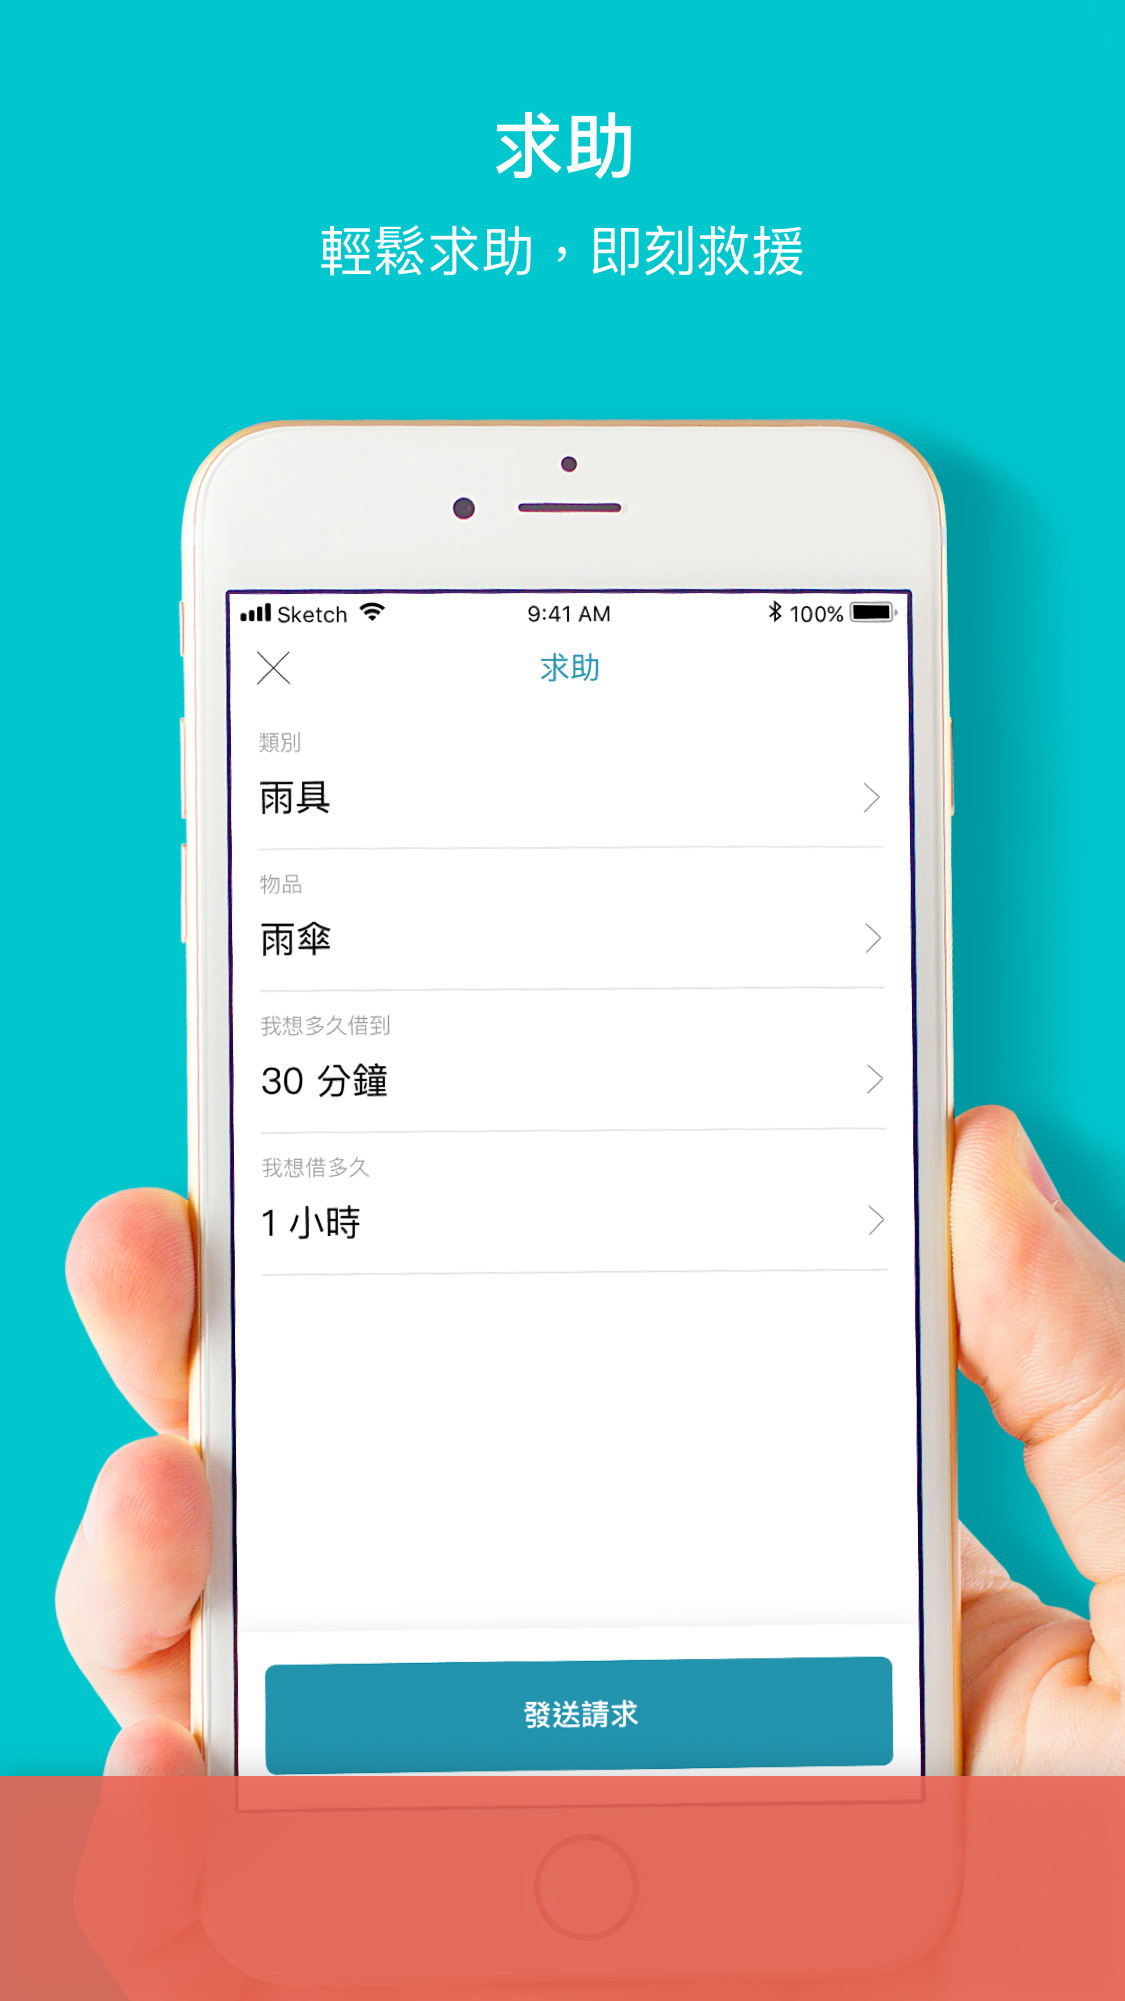 求助
輕鬆求助，即刻救援
Sketch 9:41 AM 100%
求助
類別
雨具
物品
雨傘
我想多久借到
30 分鐘
我想借多久
1 小時
發送請求